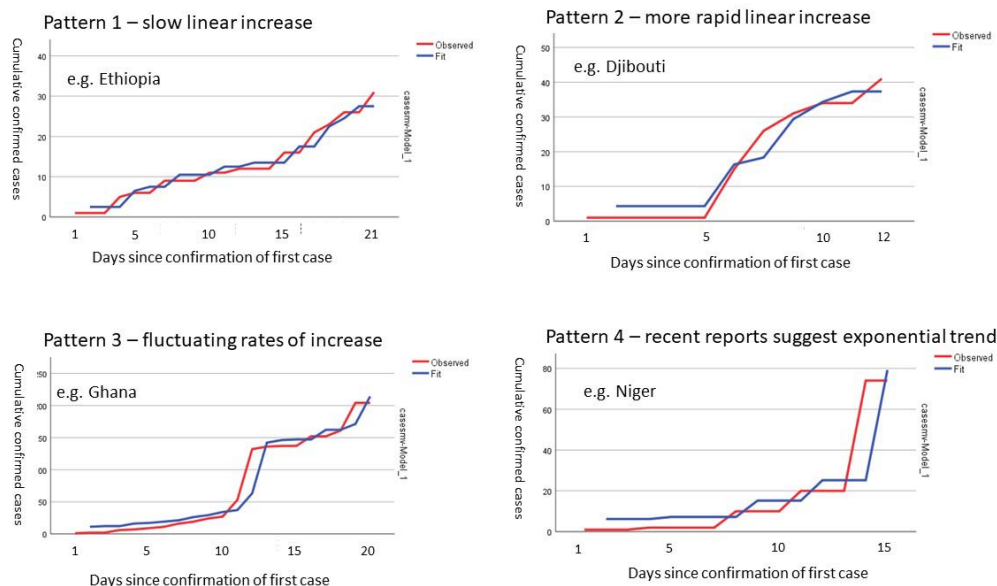 Pattern 1 – slow linear increase
Observed
Fit
Cumulative confirmed cases
40
30
20
10
0
e.g. Ethiopia
casesmv-Model_1
1 5 10 15 21
Days since confirmation of first case
Pattern 2 – more rapid linear increase
Observed
Fit
Cumulative confirmed cases
50
40
30
20
10
0
e.g. Djibouti
casesmv-Model_1
1 5 10 12
Days since confirmation of first case
Pattern 3 – fluctuating rates of increase
Observed
Fit
Cumulative confirmed cases
250
200
50
00
50
0
e.g. Ghana
casesmv-Model_1
1 5 10 15 20
Days since confirmation of first case
Pattern 4 – recent reports suggest exponential trend
Observed
Fit
Cumulative confirmed cases
80
60
40
20
0
e.g. Niger
casesmv-Model_1
1 5 10 15
Days since confirmation of first case